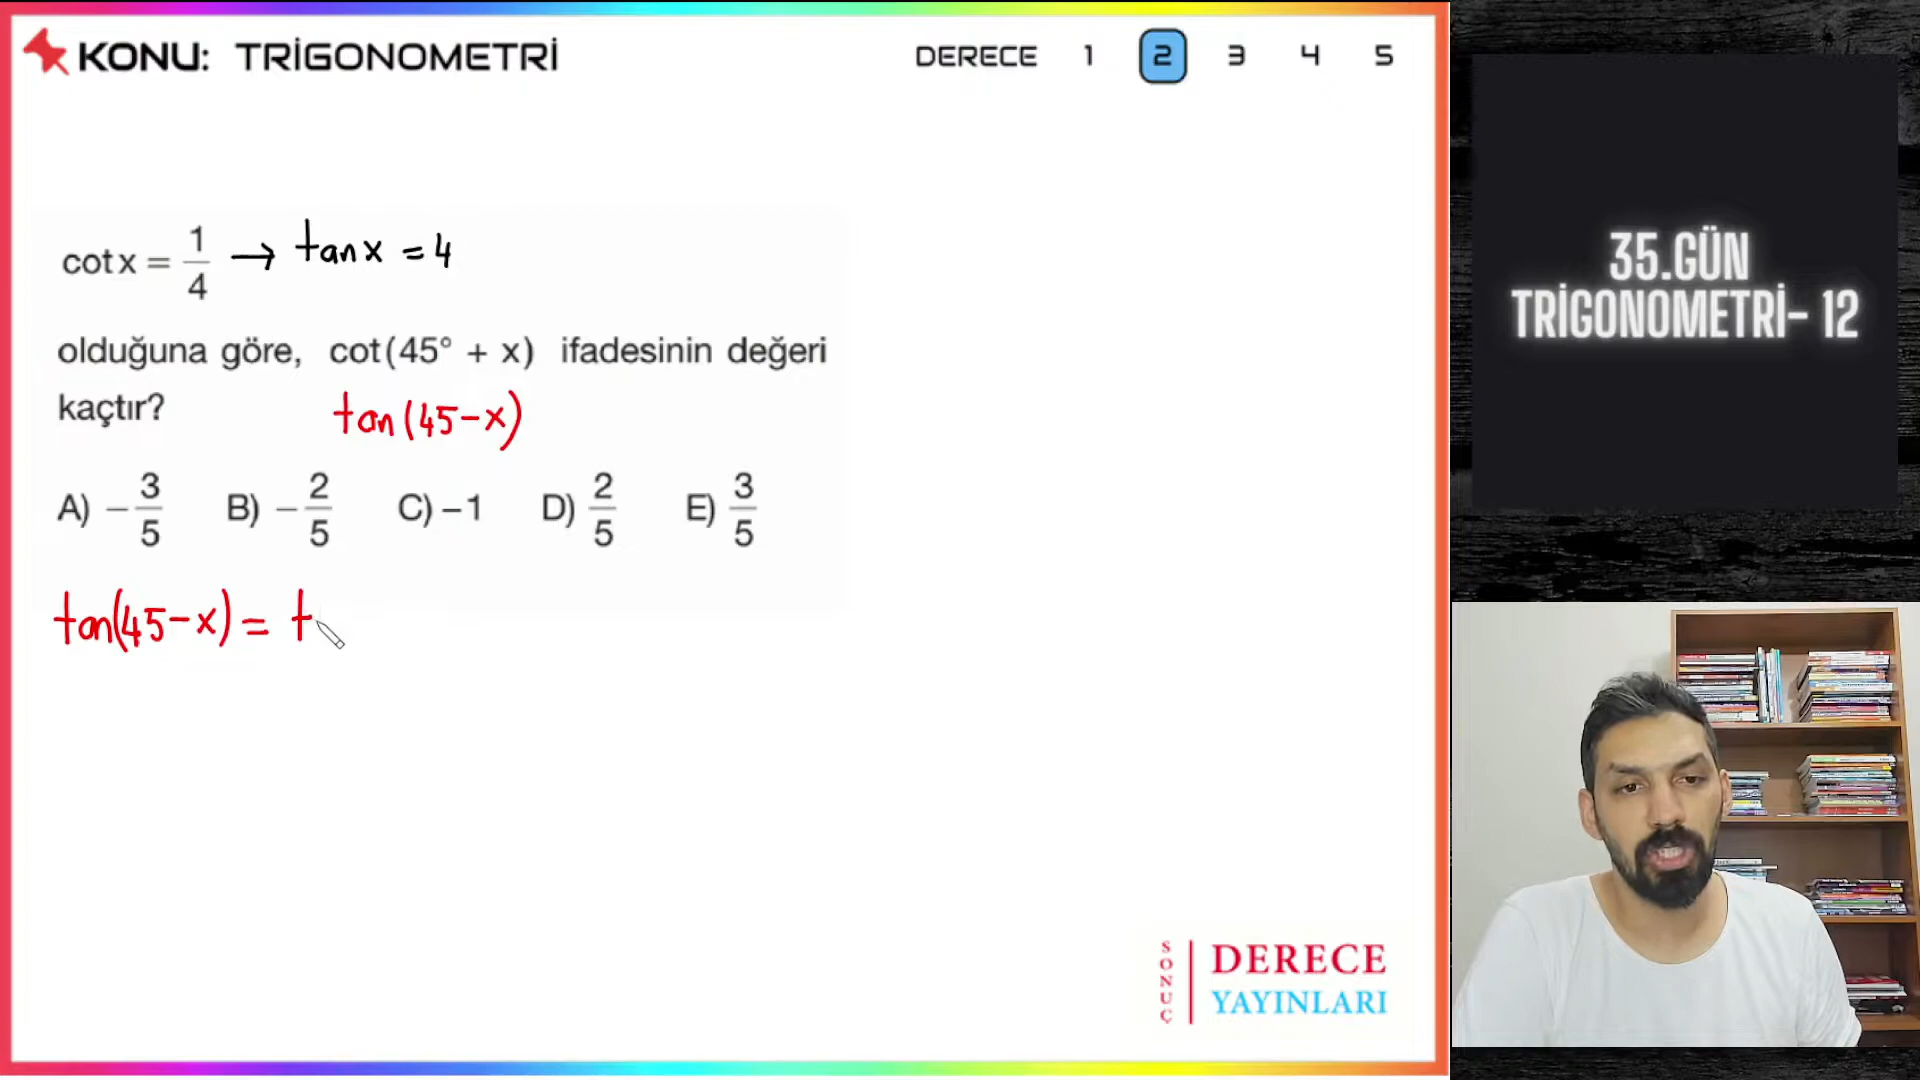 KONU: TRİGONOMETRİ
DERECE 1 2 3 4 5
cot x = 1/4 → tanx = 4
olduğuna göre, cot(45° + x) ifadesinin değeri
kaçtır?
tan(45-x)
A) -3/5 B) -2/5 C) -1 D) 2/5 E) 3/5
tan(45-x) = t
SONUÇ
DERECE
YAYINLARI
35.GÜN
TRİGONOMETRİ- 12